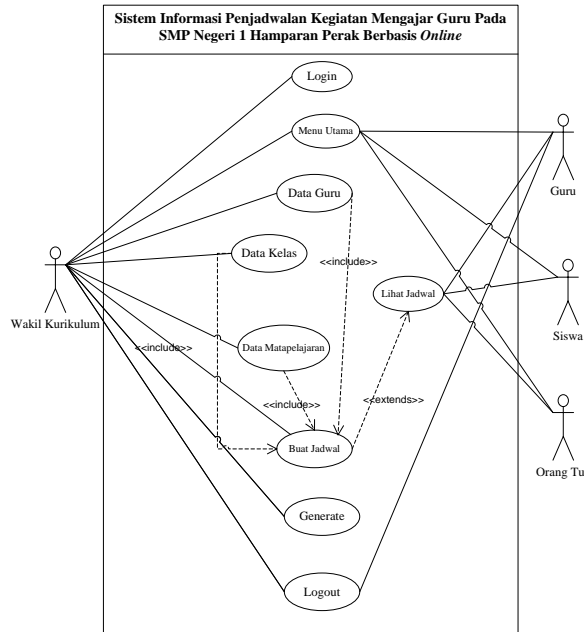 Sistem Informasi Penjadwalan Kegiatan Mengajar Guru Pada
SMP Negeri 1 Hamparan Perak Berbasis Online
Login
Menu Utama
Guru
Data Guru
Data Kelas
<<include>>
Lihat Jadwal
Wakil Kurikulum
Siswa
Data Matapelajaran
<<include>>
<<include>>
<<extends>>
Buat Jadwal
Orang Tu
Generate
Logout